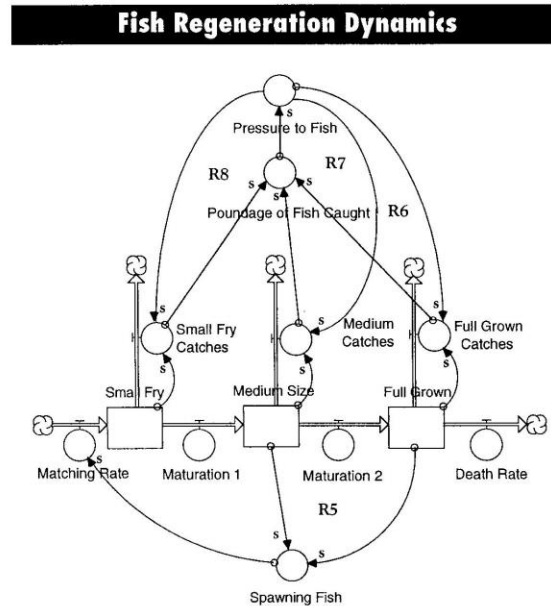 Fish Regeneration Dynamics
s
Pressure to Fish
R8
R7
s
s
s
Poundage of Fish Caught
R6
s
s
s
Small Fry
Catches
Medium
Catches
Full Grown
Catches
s
s
s
Small Fry
Medium Size
Full Grown
s
Matching Rate
Maturation 1
Maturation 2
Death Rate
R5
s
s
Spawning Fish